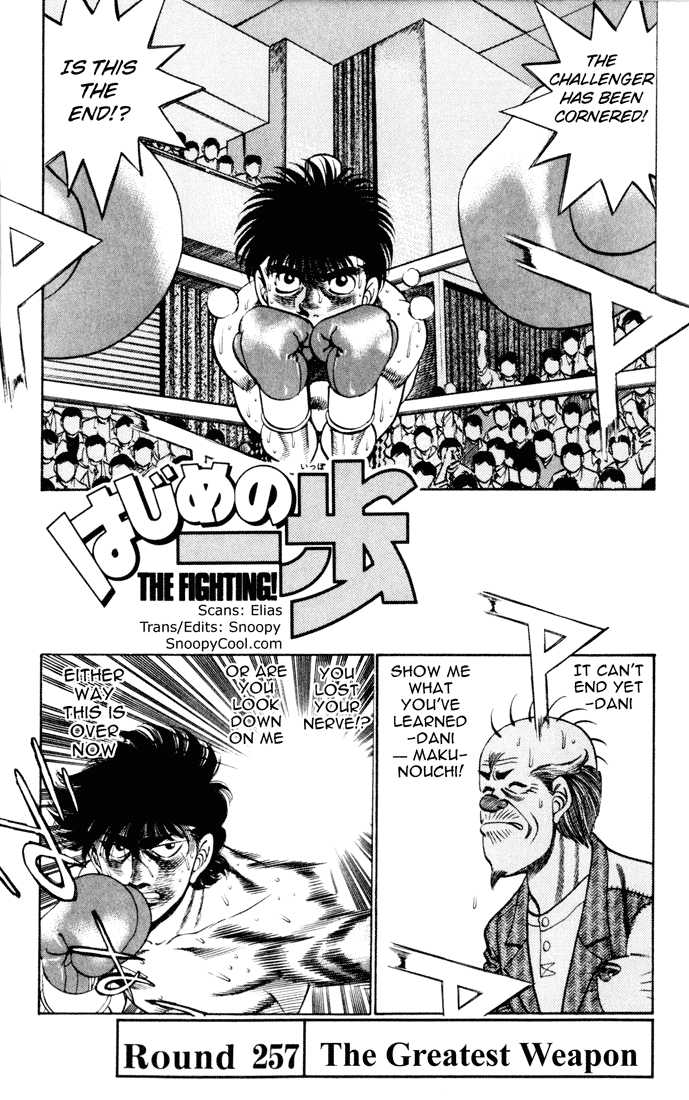 THE
CHALLENGER
HAS BEEN
CORNERED!
IS THIS
THE
END!?
いっぽ
はじめの一歩
THE FIGHTING!
Scans: Elias
Trans/Edits: Snoopy
SnoopyCool.com
IT CAN'T
END YET
-DANI
SHOW ME
WHAT
YOU'VE
LEARNED
-DANI
— MAKU-
NOUCHI!
YOU
LOST
YOUR
NERVE!?
OR ARE
YOU
LOOK
DOWN
ON ME
EITHER
WAY
THIS IS
OVER
NOW
Round 257
The Greatest Weapon